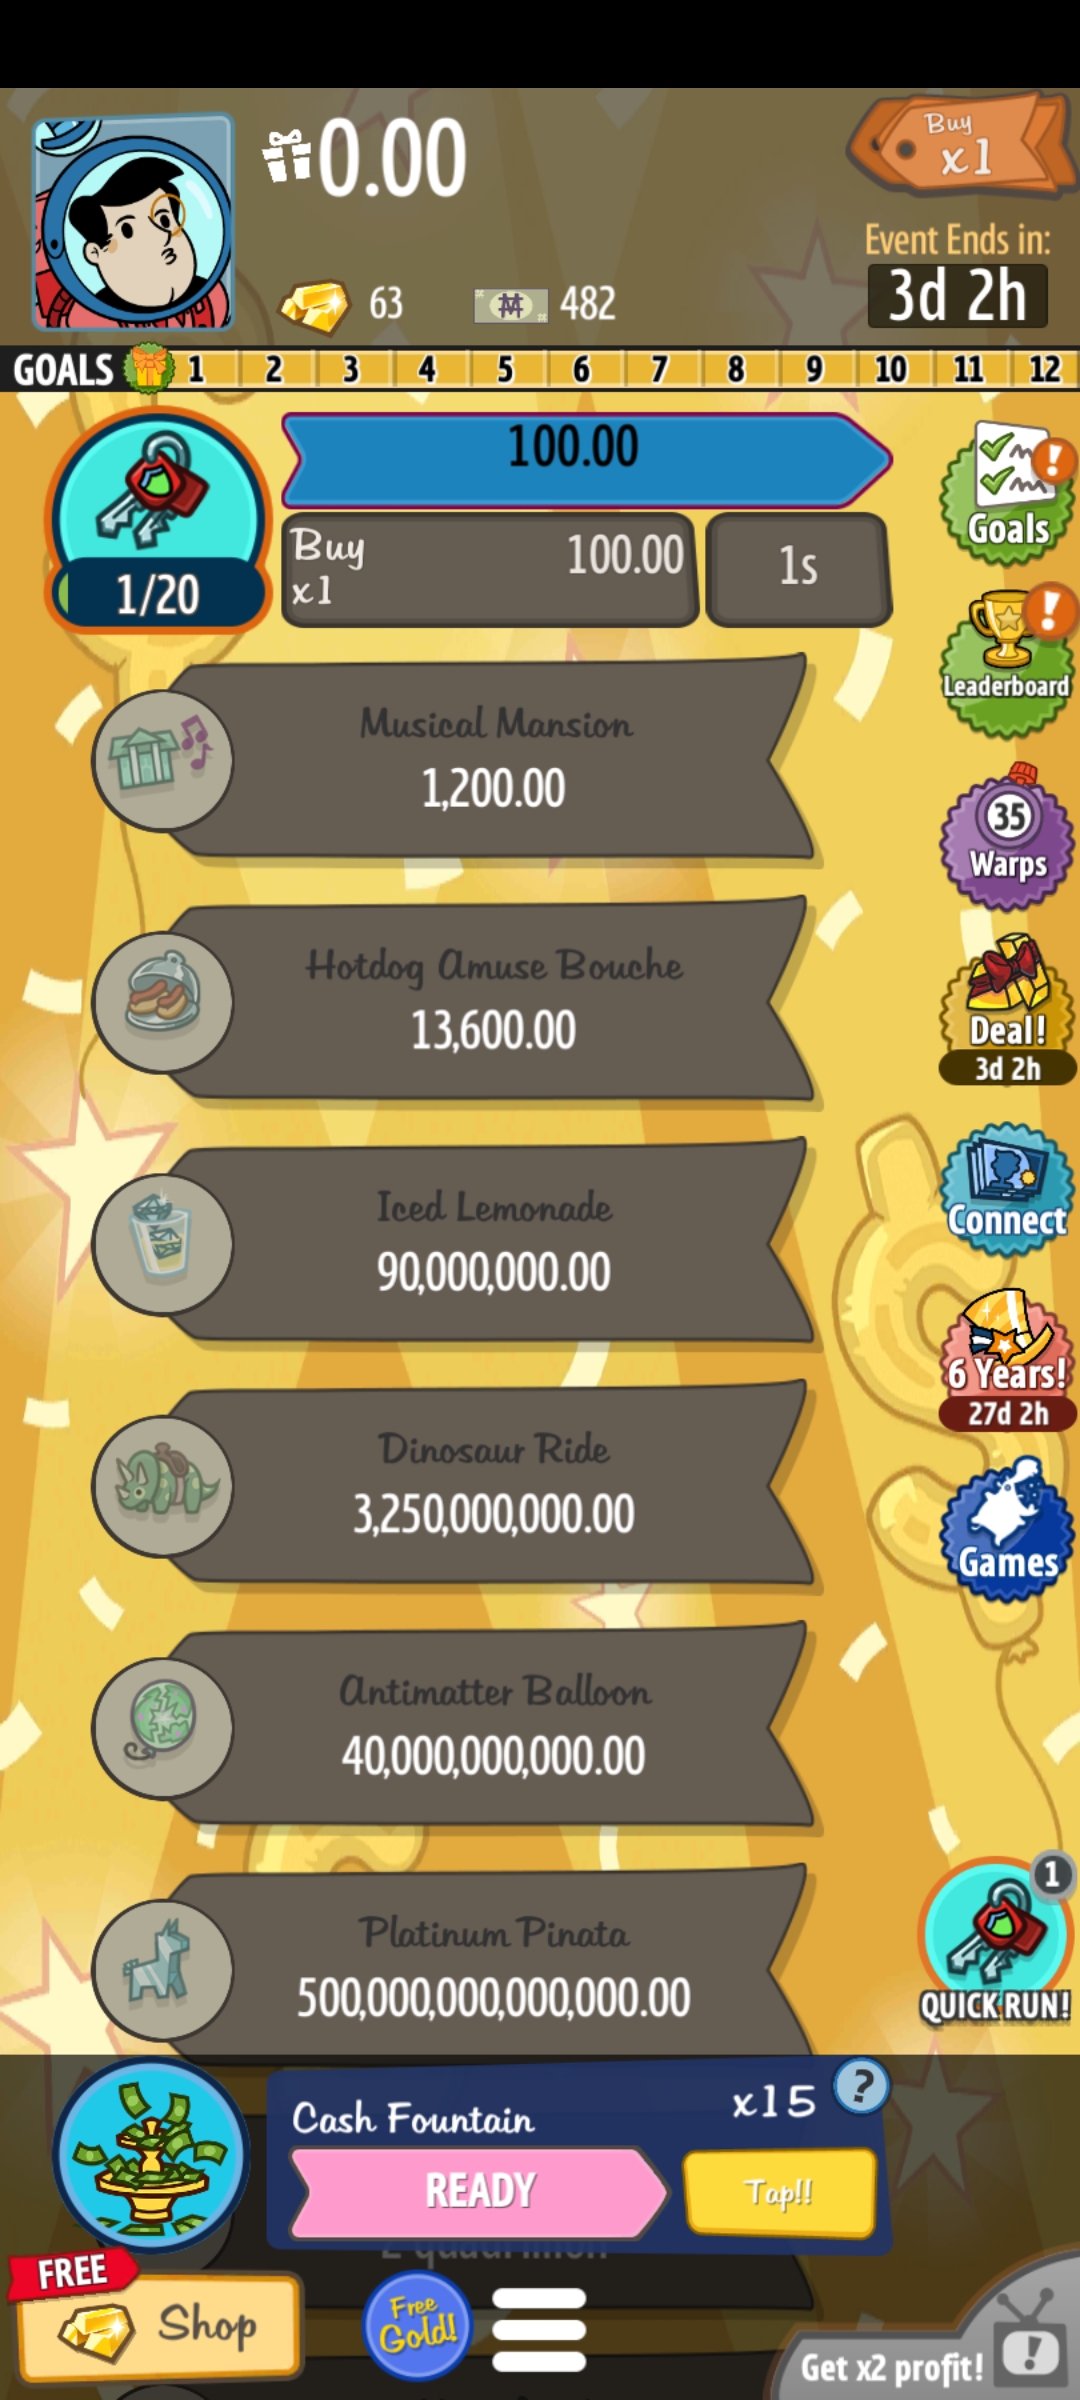 0.00
Buy
x1
Event Ends in:
63
482
3d 2h
GOALS 1 2 3 4 5 6 7 8 9 10 11 12
100.00
Buy
x1
100.00
1s
1/20
Goals
Leaderboard
Musical Mansion
1,200.00
35
Warps
Hotdog Amuse Bouche
13,600.00
Deal!
3d 2h
Iced Lemonade
90,000,000.00
Connect
Dinosaur Ride
3,250,000,000.00
6 Years!
27d 2h
Games
Antimatter Balloon
40,000,000,000.00
Platinum Pinata
500,000,000,000,000.00
1
QUICK RUN!
Cash Fountain
x15
?
READY
Tap!!
FREE
Shop
Free
Gold!
Get x2 profit!